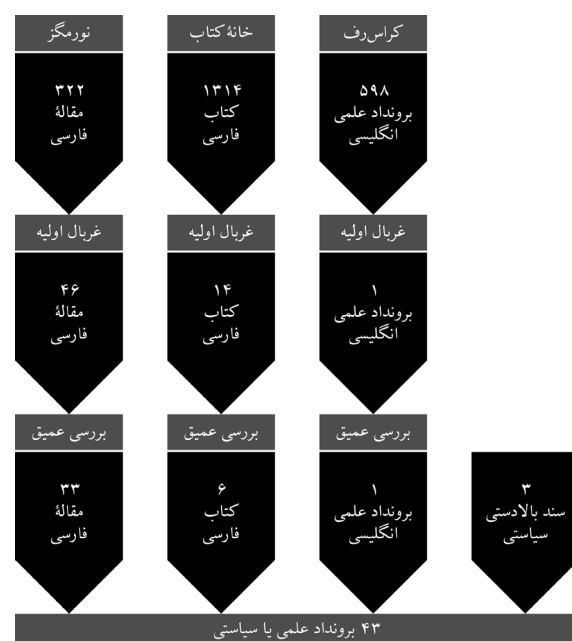 کراس‌رف
۵۹۸
برونداد علمی
انگلیسی
غربال اولیه
۱
برونداد علمی
انگلیسی
بررسی عمیق
۱
برونداد علمی
انگلیسی
خانهٔ کتاب
۱۳۱۴
کتاب
فارسی
غربال اولیه
۱۴
کتاب
فارسی
بررسی عمیق
۶
کتاب
فارسی
نورمگز
۳۲۲
مقالهٔ
فارسی
غربال اولیه
۴۶
مقالهٔ
فارسی
بررسی عمیق
۳۳
مقالهٔ
فارسی
۳
سند بالادستی
سیاستی
۴۳ برونداد علمی یا سیاستی